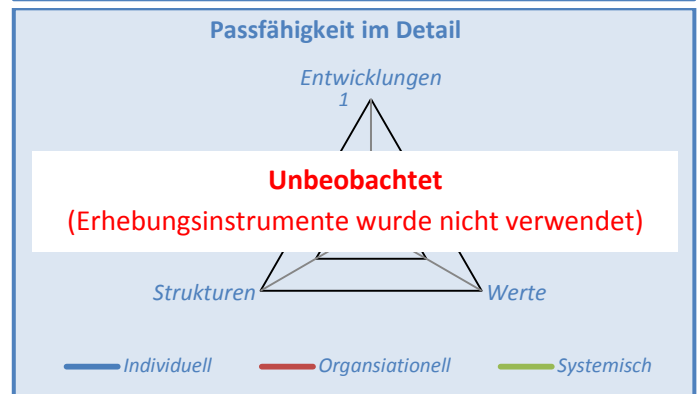 Passfähigkeit im Detail
Entwicklungen
1
Unbeobachtet
(Erhebungsinstrumente wurde nicht verwendet)
Strukturen
Werte
Individuell
Organsiationell
Systemisch